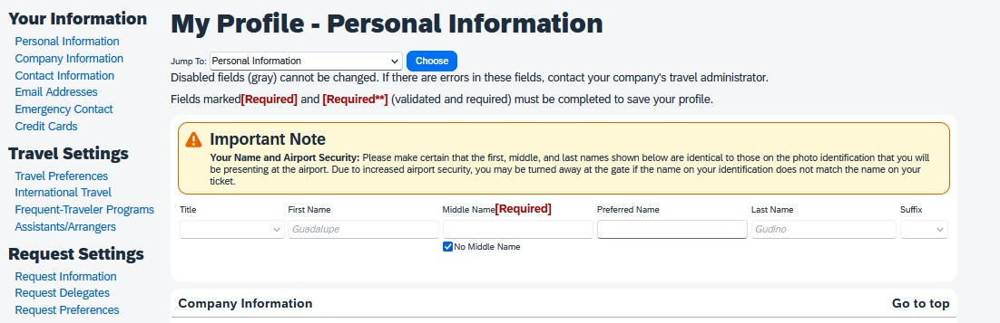 Your Information
Personal Information
Company Information
Contact Information
Email Addresses
Emergency Contact
Credit Cards
Travel Settings
Travel Preferences
International Travel
Frequent-Traveler Programs
Assistants/Arrangers
Request Settings
Request Information
Request Delegates
Request Preferences
My Profile - Personal Information
Jump To: Personal Information Choose
Disabled fields (gray) cannot be changed. If there are errors in these fields, contact your company's travel administrator.
Fields marked[Required] and [Required**] (validated and required) must be completed to save your profile.
Important Note
Your Name and Airport Security: Please make certain that the first, middle, and last names shown below are identical to those on the photo identification that you will
be presenting at the airport. Due to increased airport security, you may be turned away at the gate if the name on your identification does not match the name on your
ticket.
Title First Name Middle Name[Required] Preferred Name Last Name Suffix
Guadalupe Gudino
No Middle Name
Company Information Go to top